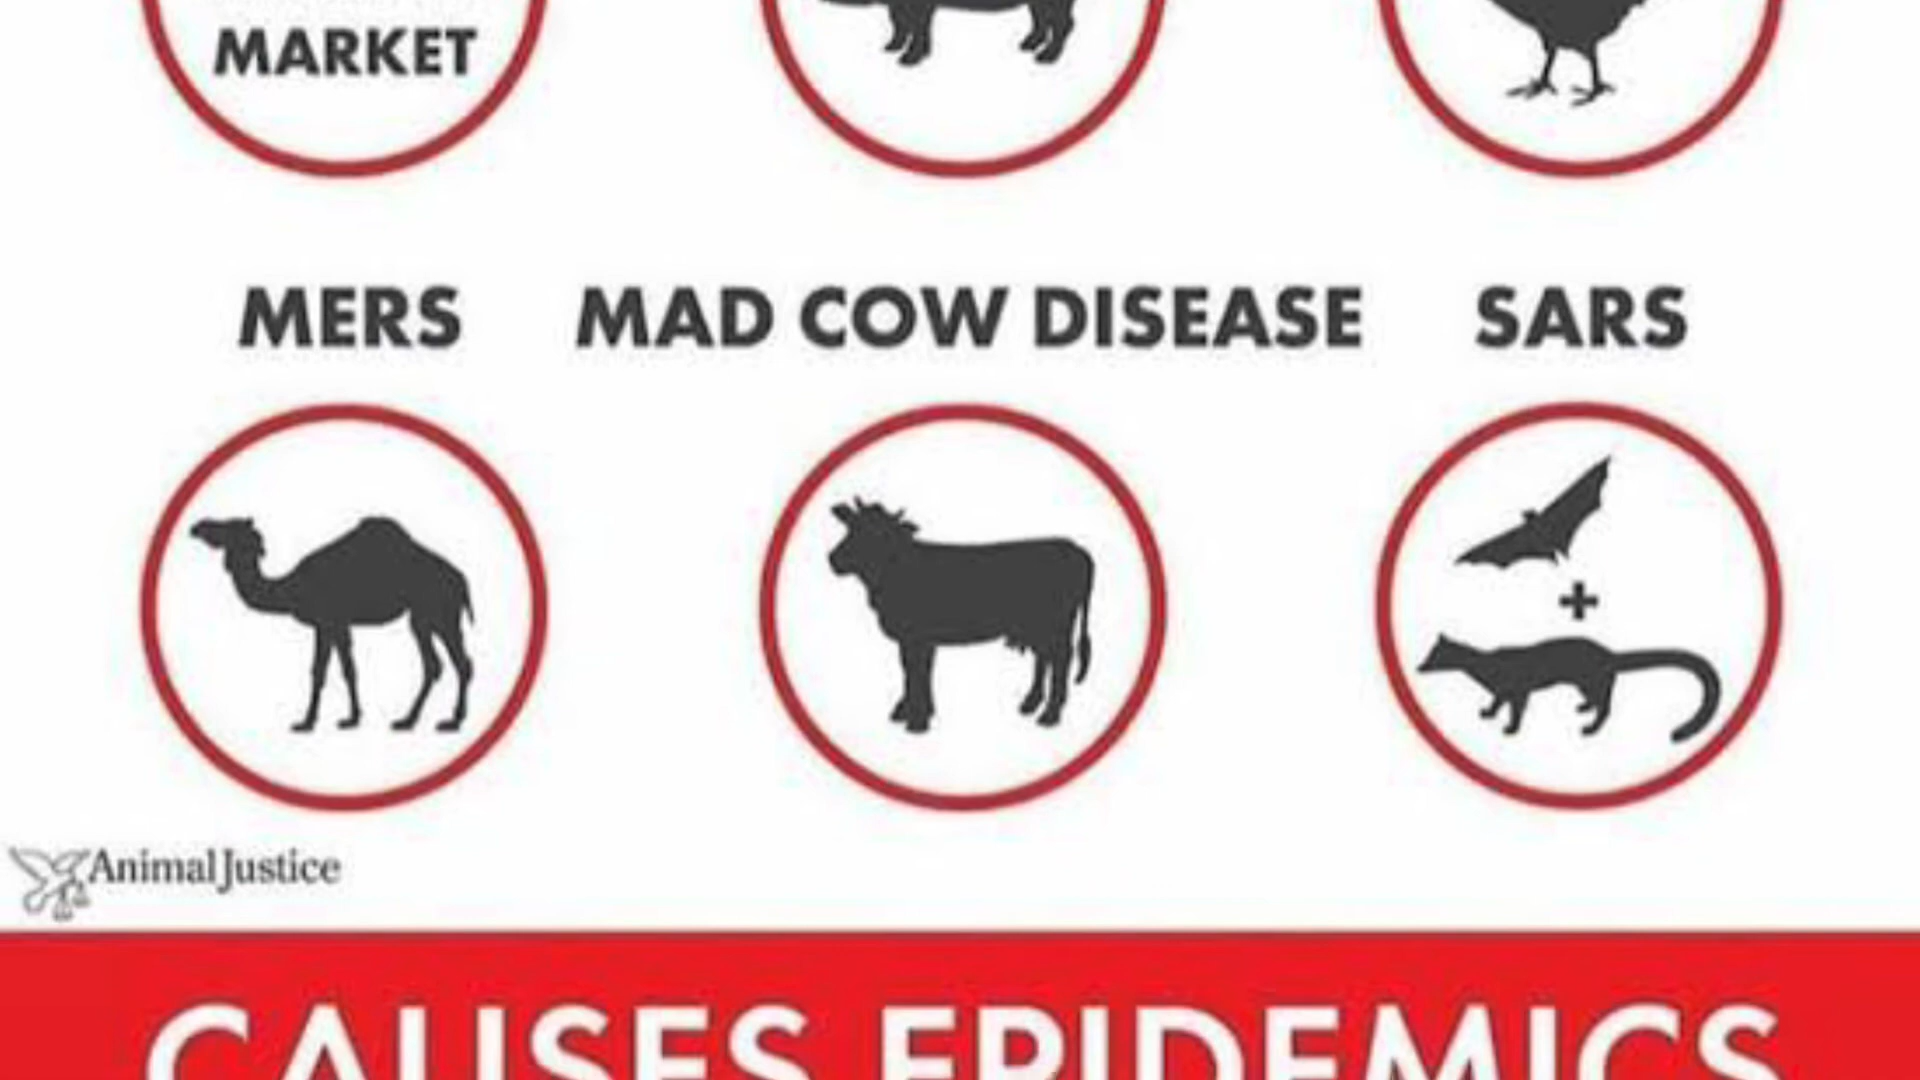 MARKET
MERS MAD COW DISEASE SARS
+
Animal Justice
CAUSES EPIDEMICS